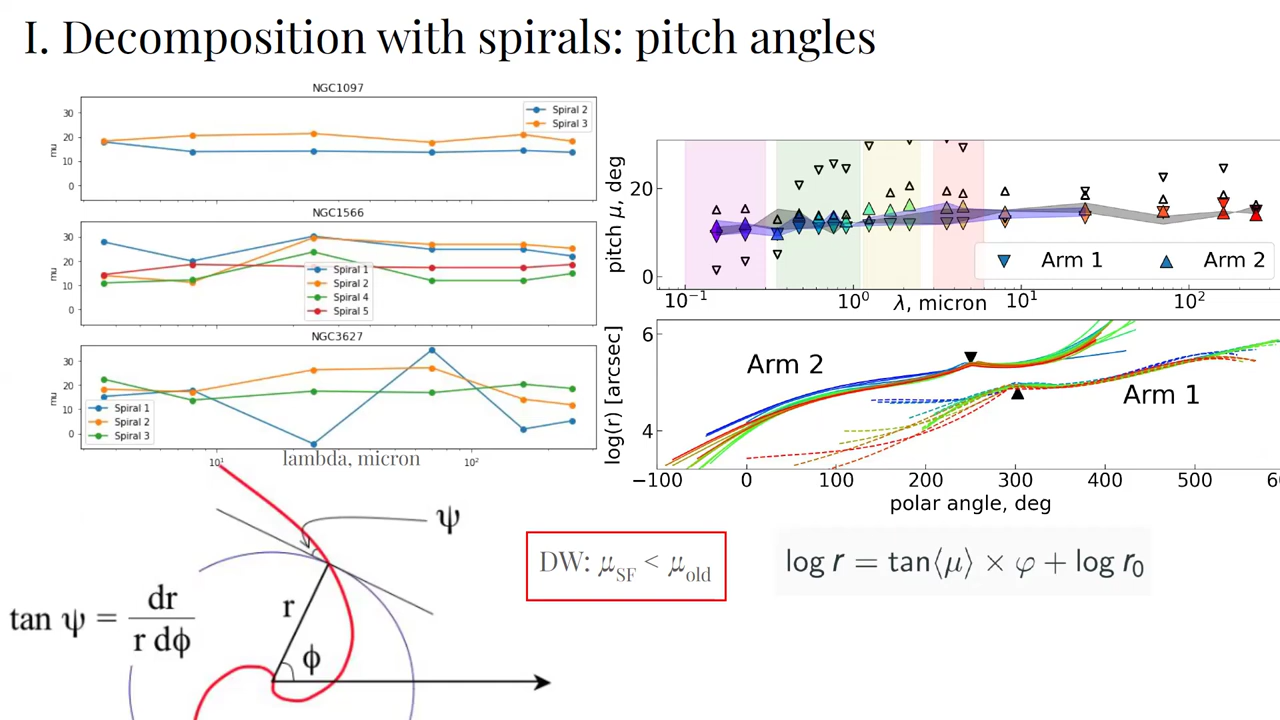 I. Decomposition with spirals: pitch angles
NGC1097
mu
30
20
10
0
Spiral 2
Spiral 3
NGC1566
mu
30
20
10
0
Spiral 1
Spiral 2
Spiral 4
Spiral 5
NGC3627
mu
30
20
10
0
Spiral 1
Spiral 2
Spiral 3
10¹
lambda, micron
10²
pitch μ, deg
20
0
Arm 1
Arm 2
10⁻¹
10⁰
λ, micron
10¹
10²
log(r) [arcsec]
6
4
Arm 2
Arm 1
−100 0 100 200 300 400 500
polar angle, deg
ψ
r
ϕ
tan ψ = dr / r dϕ
DW: μ_SF < μ_old
log r = tan⟨μ⟩ × φ + log r₀